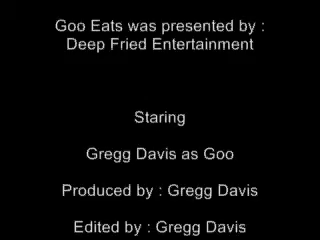 Goo Eats was presented by :
Deep Fried Entertainment
Staring
Gregg Davis as Goo
Produced by : Gregg Davis
Edited by : Gregg Davis